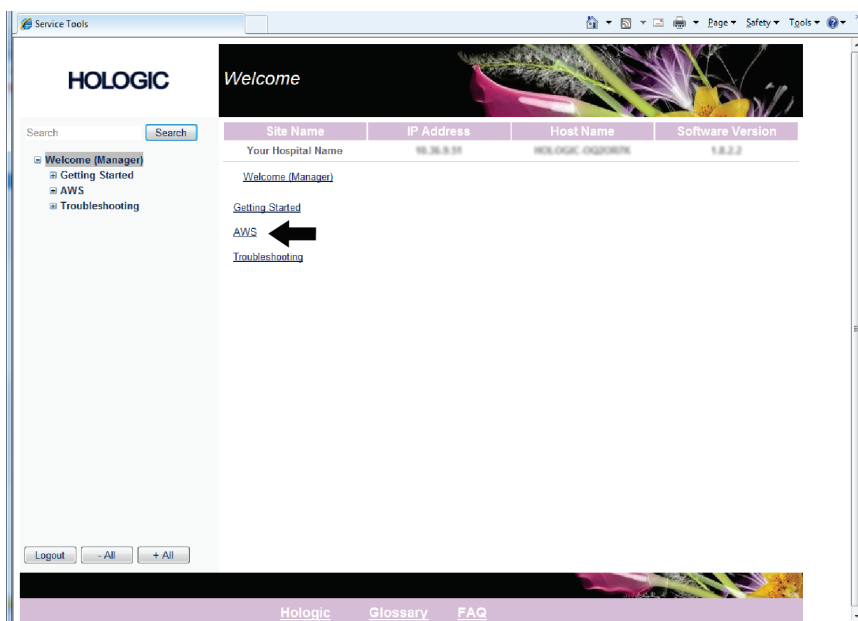 Service Tools
Page Safety Tools
HOLOGIC
Welcome
Search Search
Site Name IP Address Host Name Software Version
Your Hospital Name
Welcome (Manager)
Getting Started
AWS
Troubleshooting
Welcome (Manager)
Getting Started
AWS
Troubleshooting
Logout - All + All
Hologic Glossary FAQ